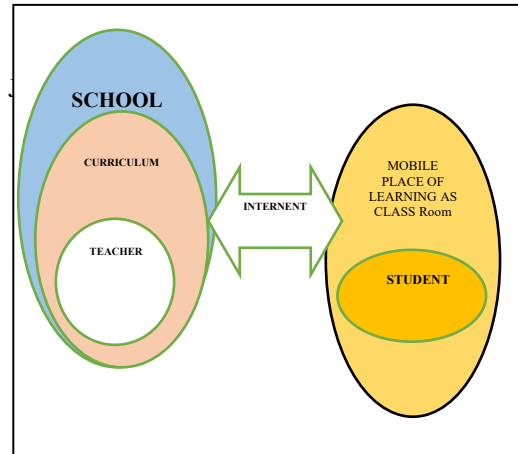 SCHOOL
CURRICULUM
TEACHER
INTERNENT
MOBILE
PLACE OF
LEARNING AS
CLASS Room
STUDENT